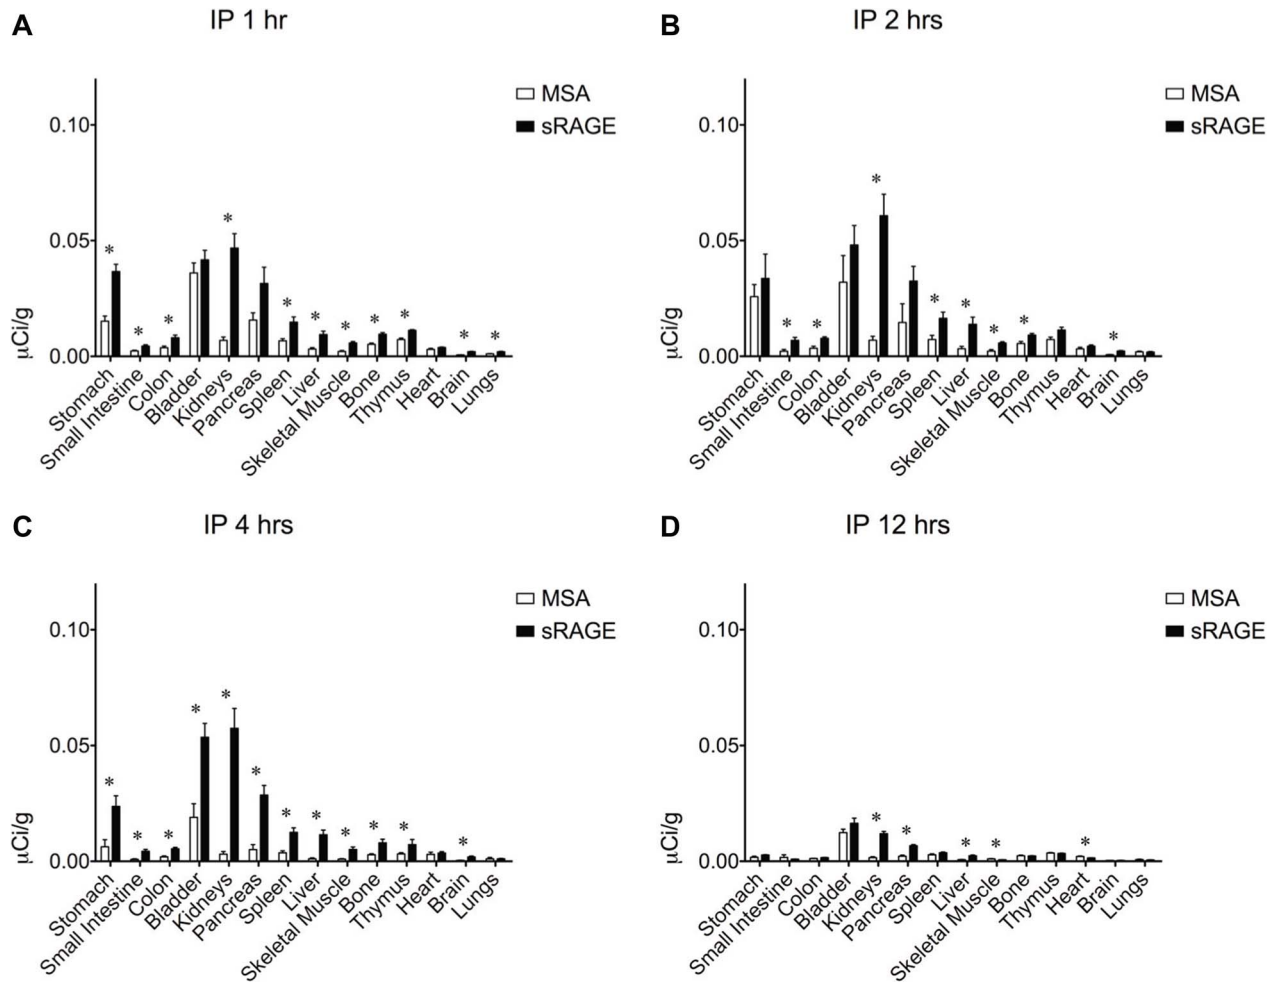 A
IP 1 hr
MSA
sRAGE
0.10
0.05
0.00
μCi/g
*
*
*
*
*
*
*
*
*
*
*
Stomach
Small Intestine
Colon
Bladder
Kidneys
Pancreas
Spleen
Liver
Skeletal Muscle
Bone
Thymus
Heart
Brain
Lungs
B
IP 2 hrs
MSA
sRAGE
0.10
0.05
0.00
μCi/g
*
*
*
*
*
*
*
*
Stomach
Small Intestine
Colon
Bladder
Kidneys
Pancreas
Spleen
Liver
Skeletal Muscle
Bone
Thymus
Heart
Brain
Lungs
C
IP 4 hrs
MSA
sRAGE
0.10
0.05
0.00
μCi/g
*
*
*
*
*
*
*
*
*
*
*
*
Stomach
Small Intestine
Colon
Bladder
Kidneys
Pancreas
Spleen
Liver
Skeletal Muscle
Bone
Thymus
Heart
Brain
Lungs
D
IP 12 hrs
MSA
sRAGE
0.10
0.05
0.00
μCi/g
*
*
*
*
*
Stomach
Small Intestine
Colon
Bladder
Kidneys
Pancreas
Spleen
Liver
Skeletal Muscle
Bone
Thymus
Heart
Brain
Lungs